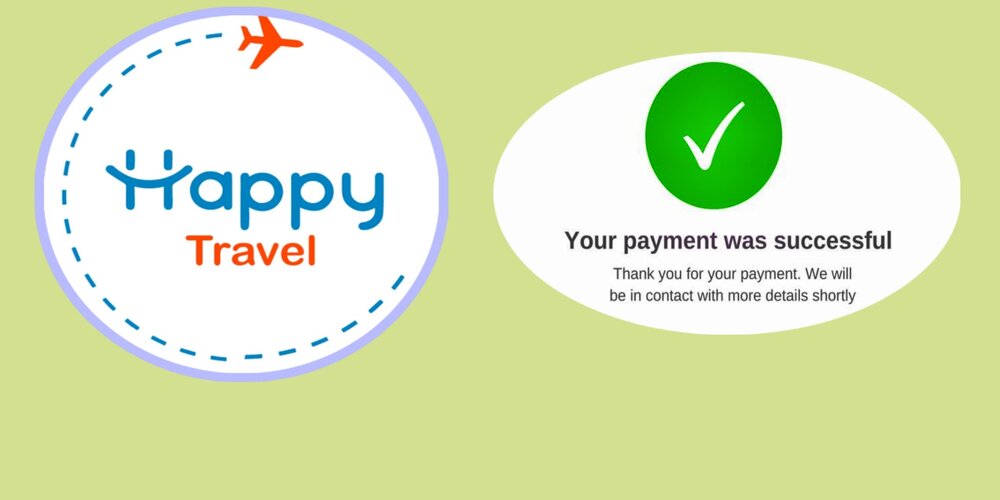 Happy
Travel
Your payment was successful
Thank you for your payment. We will
be in contact with more details shortly